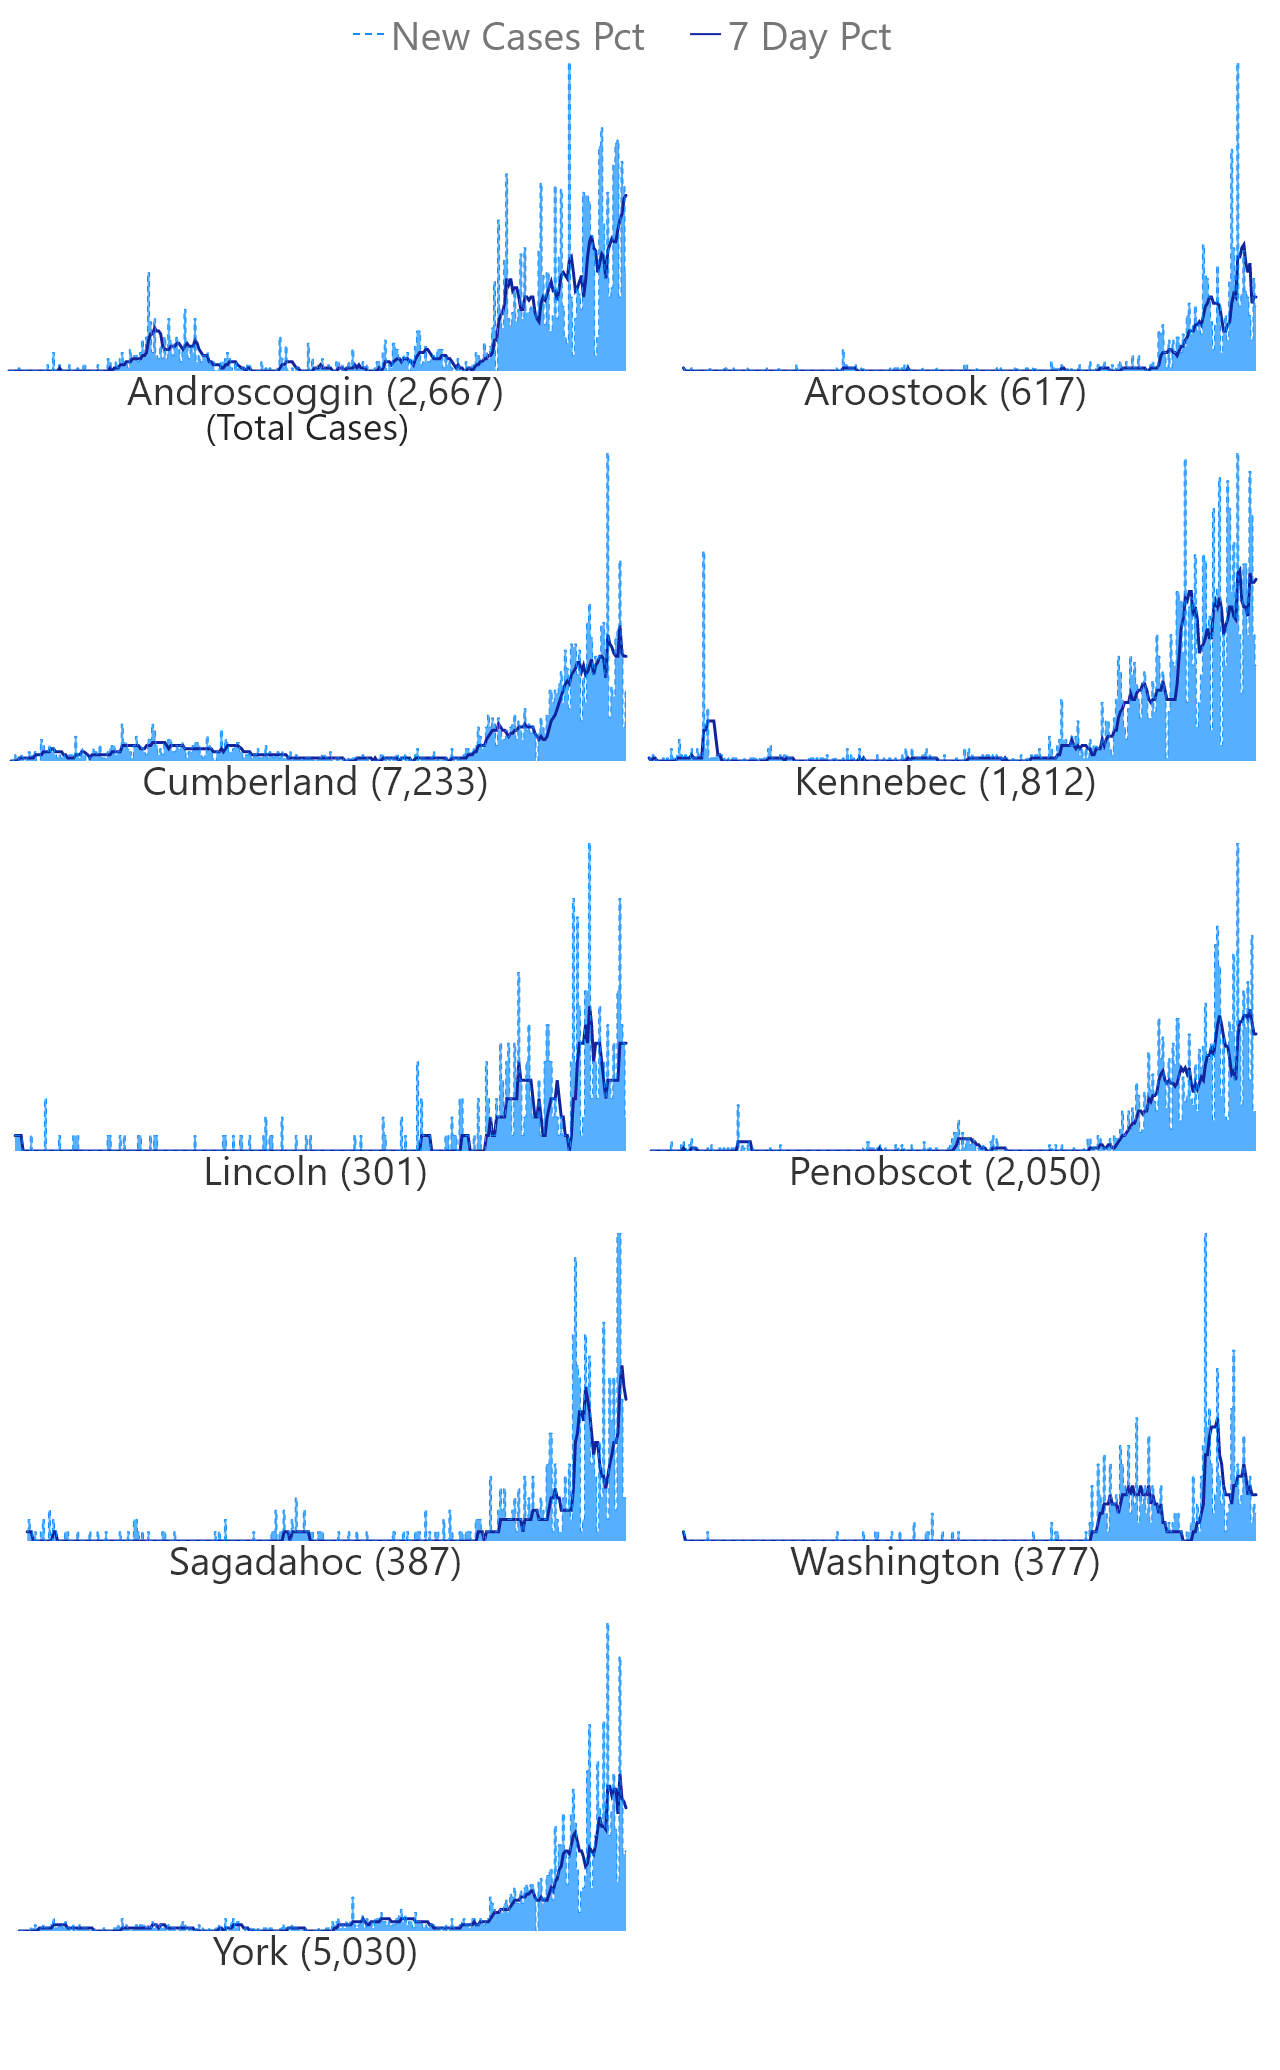 New Cases Pct 7 Day Pct
Androscoggin (2,667) Aroostook (617)
(Total Cases)
Cumberland (7,233) Kennebec (1,812)
Lincoln (301) Penobscot (2,050)
Sagadahoc (387) Washington (377)
York (5,030)